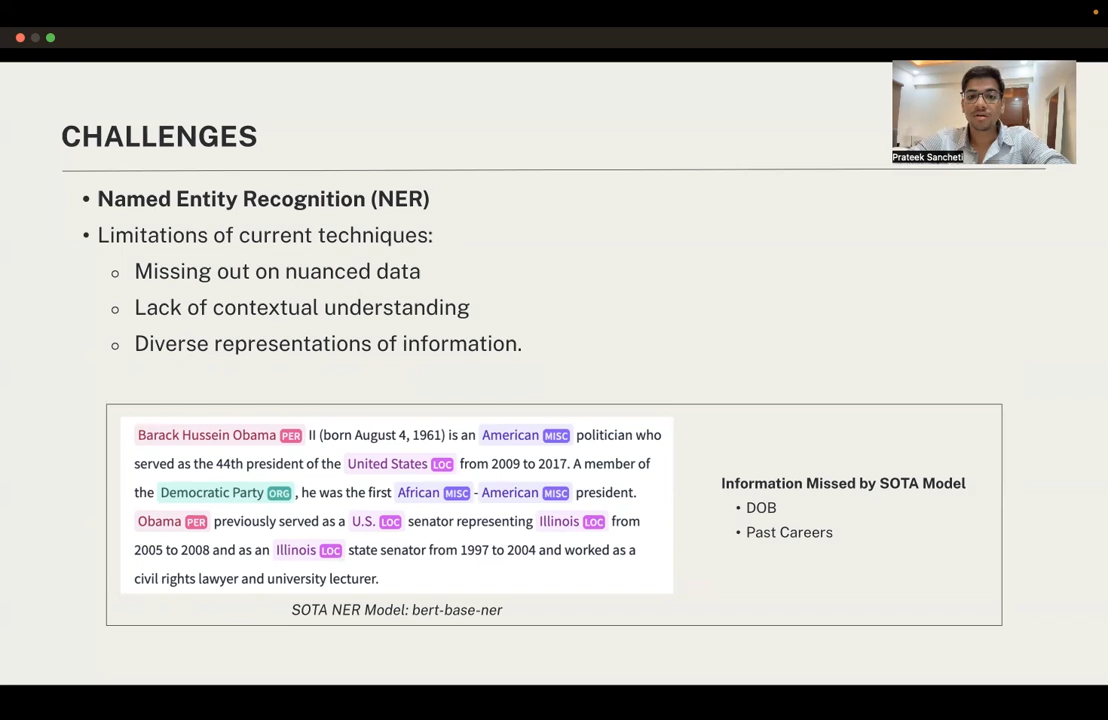 CHALLENGES
Prateek Sancheti
• Named Entity Recognition (NER)
• Limitations of current techniques:
○ Missing out on nuanced data
○ Lack of contextual understanding
○ Diverse representations of information.
Barack Hussein Obama PER II (born August 4, 1961) is an American MISC politician who
served as the 44th president of the United States LOC from 2009 to 2017. A member of
the Democratic Party ORG , he was the first African MISC - American MISC president.
Obama PER previously served as a U.S. LOC senator representing Illinois LOC from
2005 to 2008 and as an Illinois LOC state senator from 1997 to 2004 and worked as a
civil rights lawyer and university lecturer.
SOTA NER Model: bert-base-ner
Information Missed by SOTA Model
• DOB
• Past Careers